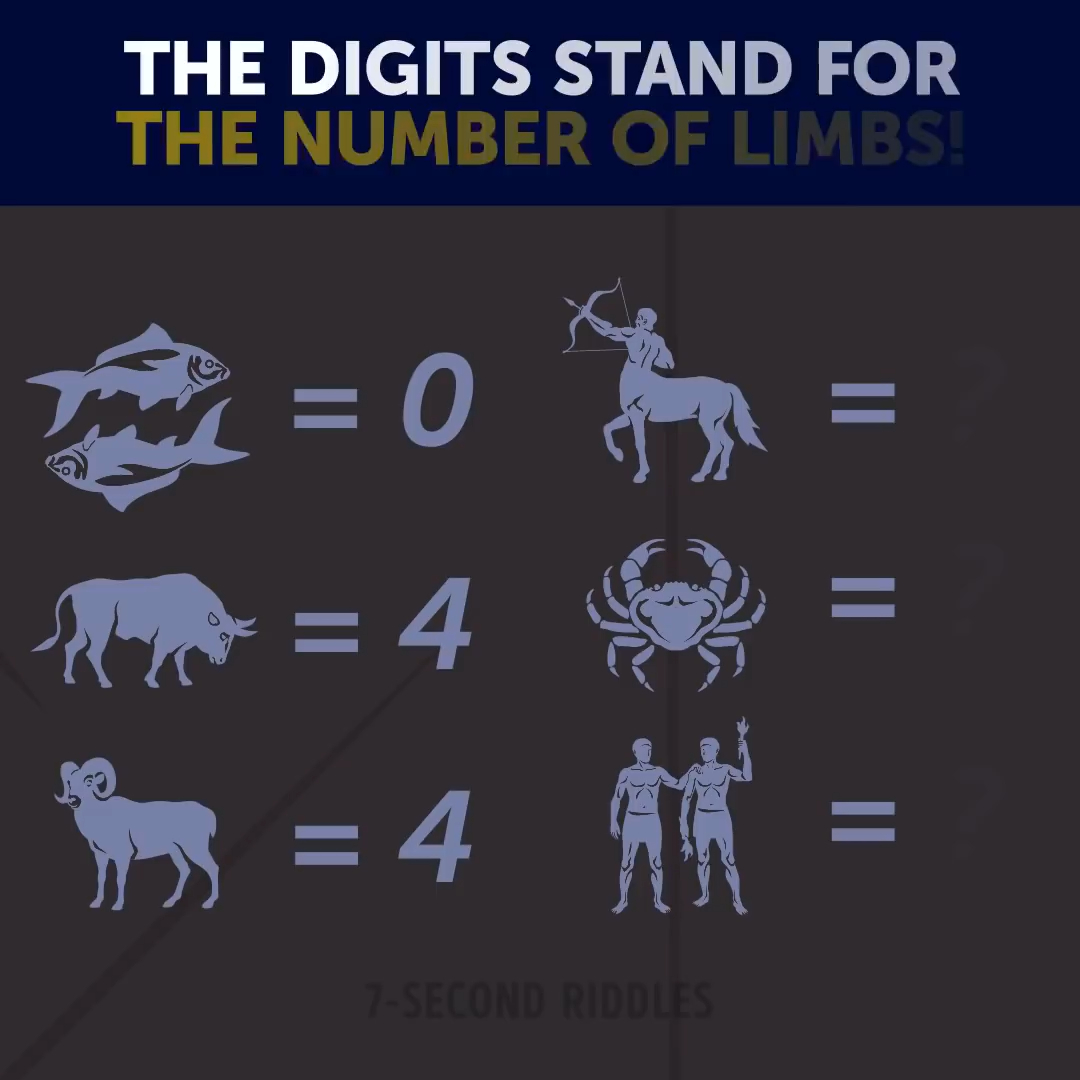 THE DIGITS STAND FOR
THE NUMBER OF LIMBS!
= 0
= ?
= 4
= ?
= 4
= ?
7-SECOND RIDDLES